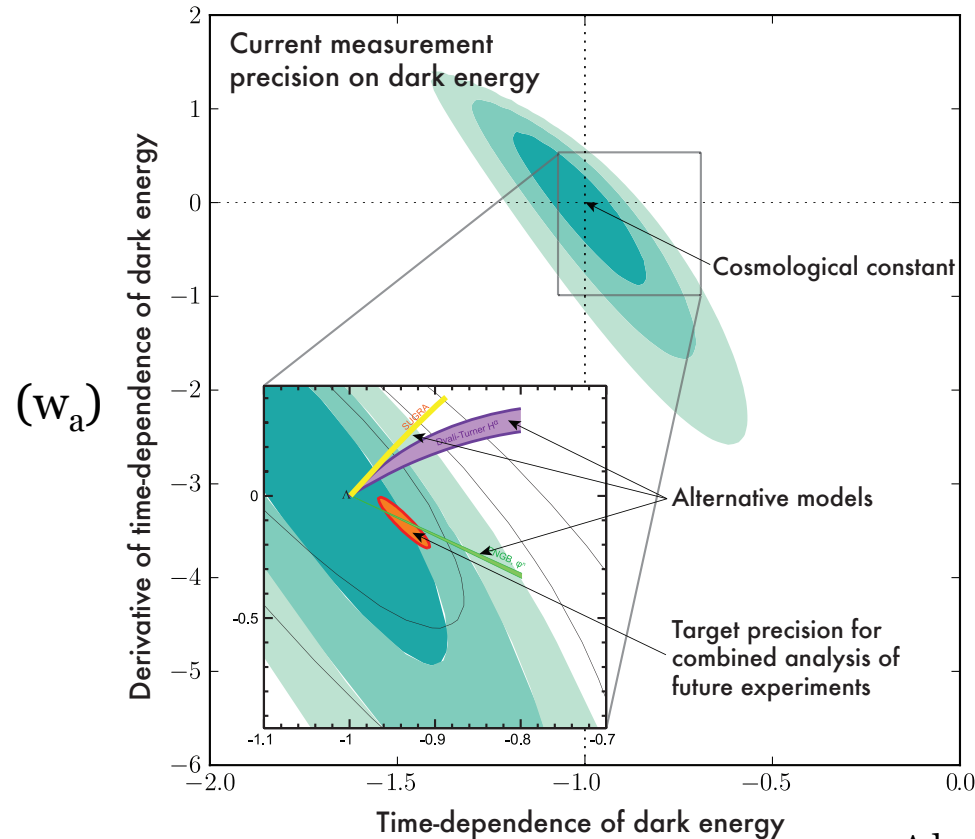 Current measurement
precision on dark energy
2
1
0
−1
−2
−3
−4
−5
−6
(wₐ)
Derivative of time-dependence of dark energy
Cosmological constant
SUGRA
Dvali-Turner Hᵅ
Λ
0
-0.5
Alternative models
Target precision for
combined analysis of
future experiments
-1.1 -1 -0.9 -0.8 -0.7
−2.0 −1.5 −1.0 −0.5 0.0
Time-dependence of dark energy